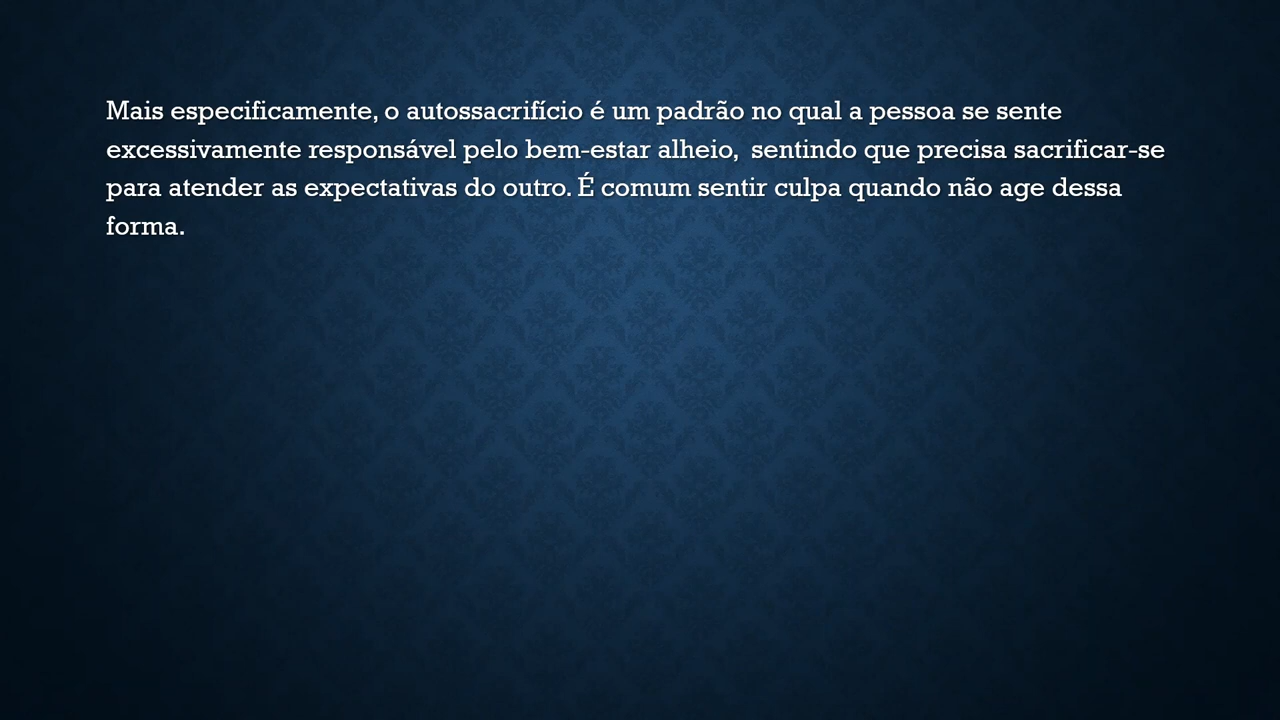 Mais especificamente, o autossacrifício é um padrão no qual a pessoa se sente
excessivamente responsável pelo bem-estar alheio,  sentindo que precisa sacrificar-se
para atender as expectativas do outro. É comum sentir culpa quando não age dessa
forma.